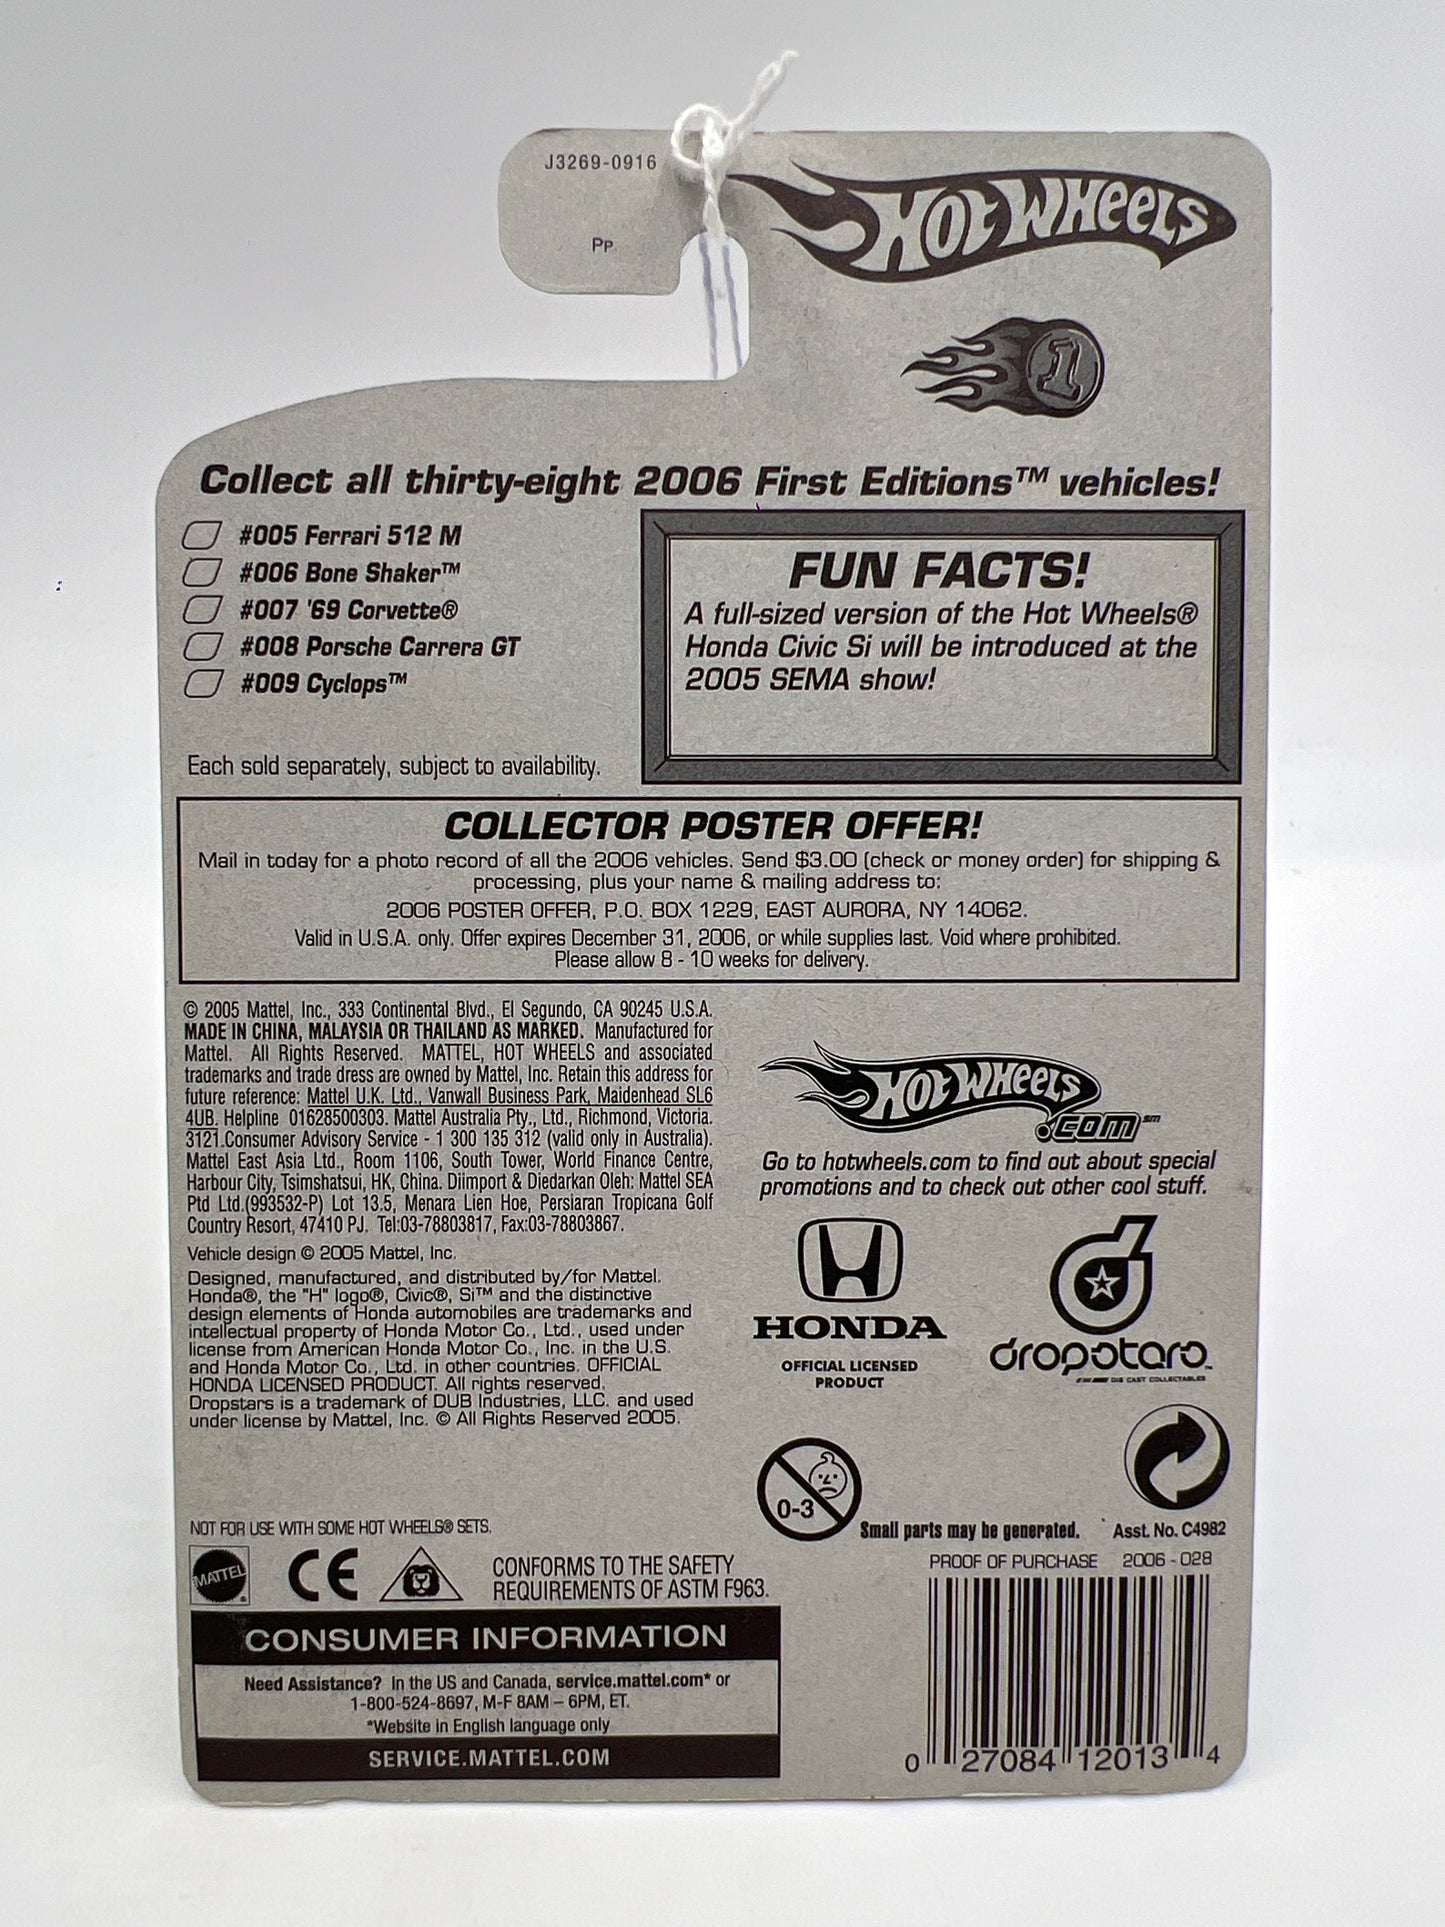 J3269-0916
Pp
HOT WHEELS
1
Collect all thirty-eight 2006 First Editions™ vehicles!
#005 Ferrari 512 M
#006 Bone Shaker™
#007 '69 Corvette®
#008 Porsche Carrera GT
#009 Cyclops™
Each sold separately, subject to availability.
FUN FACTS!
A full-sized version of the Hot Wheels®
Honda Civic Si will be introduced at the
2005 SEMA show!
COLLECTOR POSTER OFFER!
Mail in today for a photo record of all the 2006 vehicles. Send $3.00 (check or money order) for shipping &
processing, plus your name & mailing address to:
2006 POSTER OFFER, P.O. BOX 1229, EAST AURORA, NY 14062.
Valid in U.S.A. only. Offer expires December 31, 2006, or while supplies last. Void where prohibited.
Please allow 8 - 10 weeks for delivery.
© 2005 Mattel, Inc., 333 Continental Blvd., El Segundo, CA 90245 U.S.A.
MADE IN CHINA, MALAYSIA OR THAILAND AS MARKED. Manufactured for
Mattel. All Rights Reserved. MATTEL, HOT WHEELS and associated
trademarks and trade dress are owned by Mattel, Inc. Retain this address for
future reference: Mattel U.K. Ltd., Vanwall Business Park, Maidenhead SL6
4UB. Helpline 01628500303. Mattel Australia Pty., Ltd., Richmond, Victoria.
3121.Consumer Advisory Service - 1 300 135 312 (valid only in Australia).
Mattel East Asia Ltd., Room 1106, South Tower, World Finance Centre,
Harbour City, Tsimshatsui, HK, China. Diimport & Diedarkan Oleh: Mattel SEA
Ptd Ltd.(993532-P) Lot 13.5, Menara Lien Hoe, Persiaran Tropicana Golf
Country Resort, 47410 PJ. Tel:03-78803817, Fax:03-78803867.
Vehicle design © 2005 Mattel, Inc.
Designed, manufactured, and distributed by/for Mattel.
Honda®, the "H" logo®, Civic®, Si™ and the distinctive
design elements of Honda automobiles are trademarks and
intellectual property of Honda Motor Co., Ltd., used under
license from American Honda Motor Co., Inc. in the U.S.
and Honda Motor Co., Ltd. in other countries. OFFICIAL
HONDA LICENSED PRODUCT. All rights reserved.
Dropstars is a trademark of DUB Industries, LLC. and used
under license by Mattel, Inc. © All Rights Reserved 2005.
HOT WHEELS
.com℠
Go to hotwheels.com to find out about special
promotions and to check out other cool stuff.
HONDA
OFFICIAL LICENSED
PRODUCT
dropstars™
DIE CAST COLLECTABLES
0-3
Small parts may be generated.
Asst. No. C4982
NOT FOR USE WITH SOME HOT WHEELS® SETS.
MATTEL®
CE
CONFORMS TO THE SAFETY
REQUIREMENTS OF ASTM F963.
PROOF OF PURCHASE 2006 - 028
0 27084 12013 4
CONSUMER INFORMATION
Need Assistance? In the US and Canada, service.mattel.com* or
1-800-524-8697, M-F 8AM – 6PM, ET.
*Website in English language only
SERVICE.MATTEL.COM